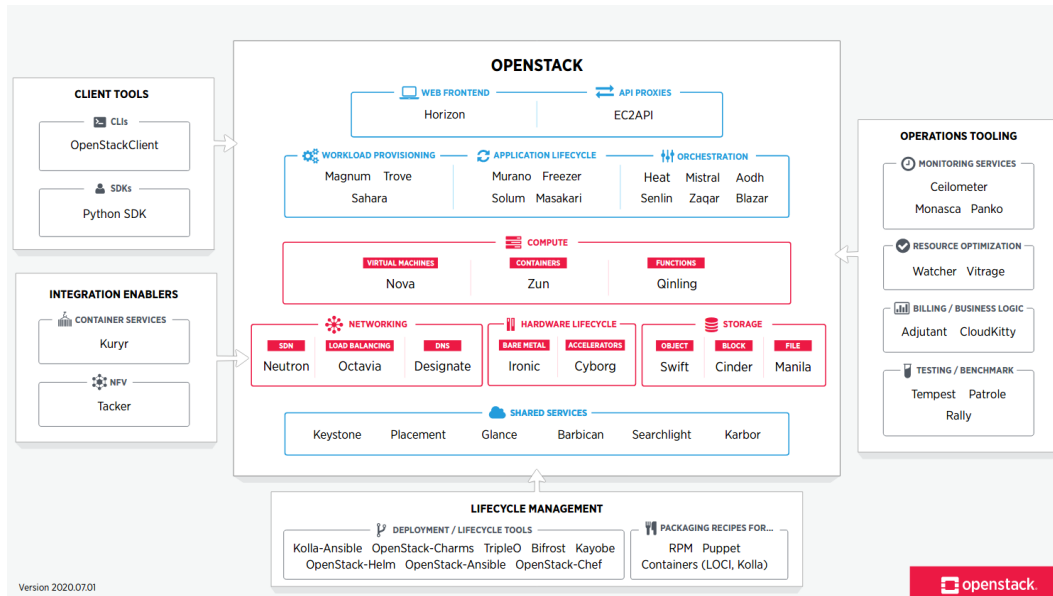 OPENSTACK
WEB FRONTEND
Horizon
API PROXIES
EC2API
WORKLOAD PROVISIONING
Magnum Trove
Sahara
APPLICATION LIFECYCLE
Murano Freezer
Solum Masakari
ORCHESTRATION
Heat Mistral Aodh
Senlin Zaqar Blazar
COMPUTE
VIRTUAL MACHINES
Nova
CONTAINERS
Zun
FUNCTIONS
Qinling
NETWORKING
SDN
Neutron
LOAD BALANCING
Octavia
DNS
Designate
HARDWARE LIFECYCLE
BARE METAL
Ironic
ACCELERATORS
Cyborg
STORAGE
OBJECT
Swift
BLOCK
Cinder
FILE
Manila
SHARED SERVICES
Keystone Placement Glance Barbican Searchlight Karbor
CLIENT TOOLS
CLIs
OpenStackClient
SDKs
Python SDK
INTEGRATION ENABLERS
CONTAINER SERVICES
Kuryr
NFV
Tacker
OPERATIONS TOOLING
MONITORING SERVICES
Ceilometer
Monasca Panko
RESOURCE OPTIMIZATION
Watcher Vitrage
BILLING / BUSINESS LOGIC
Adjutant CloudKitty
TESTING / BENCHMARK
Tempest Patrole
Rally
LIFECYCLE MANAGEMENT
DEPLOYMENT / LIFECYCLE TOOLS
Kolla-Ansible OpenStack-Charms TripleO Bifrost Kayobe
OpenStack-Helm OpenStack-Ansible OpenStack-Chef
PACKAGING RECIPES FOR...
RPM Puppet
Containers (LOCI, Kolla)
Version 2020.07.01
openstack.